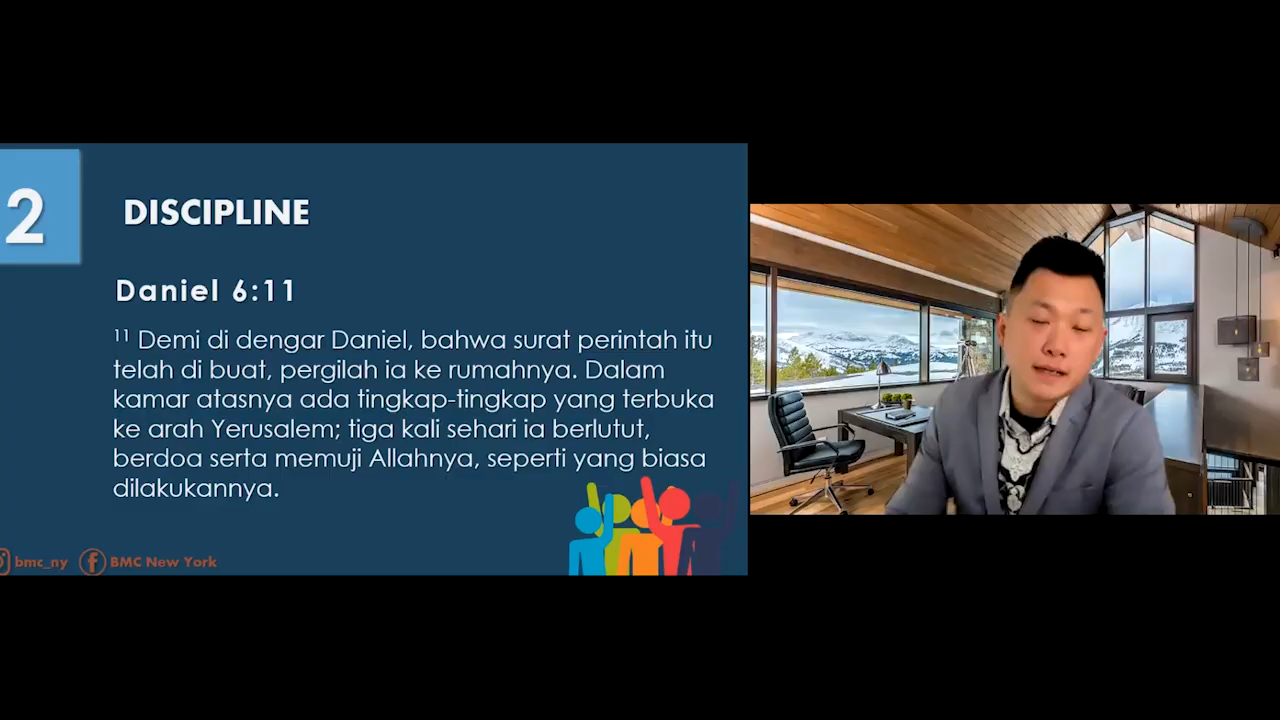 2
DISCIPLINE
Daniel 6:11
11 Demi di dengar Daniel, bahwa surat perintah itu
telah di buat, pergilah ia ke rumahnya. Dalam
kamar atasnya ada tingkap-tingkap yang terbuka
ke arah Yerusalem; tiga kali sehari ia berlutut,
berdoa serta memuji Allahnya, seperti yang biasa
dilakukannya.
bmc_ny BMC New York